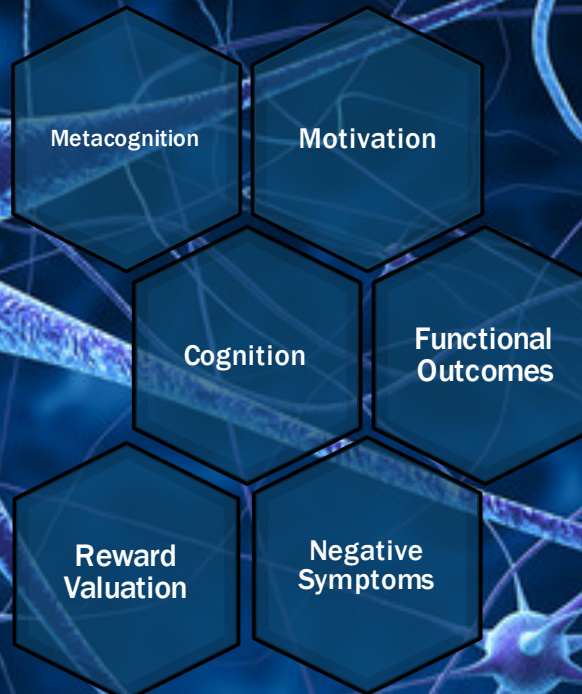 Metacognition
Motivation
Cognition
Functional
Outcomes
Reward
Valuation
Negative
Symptoms